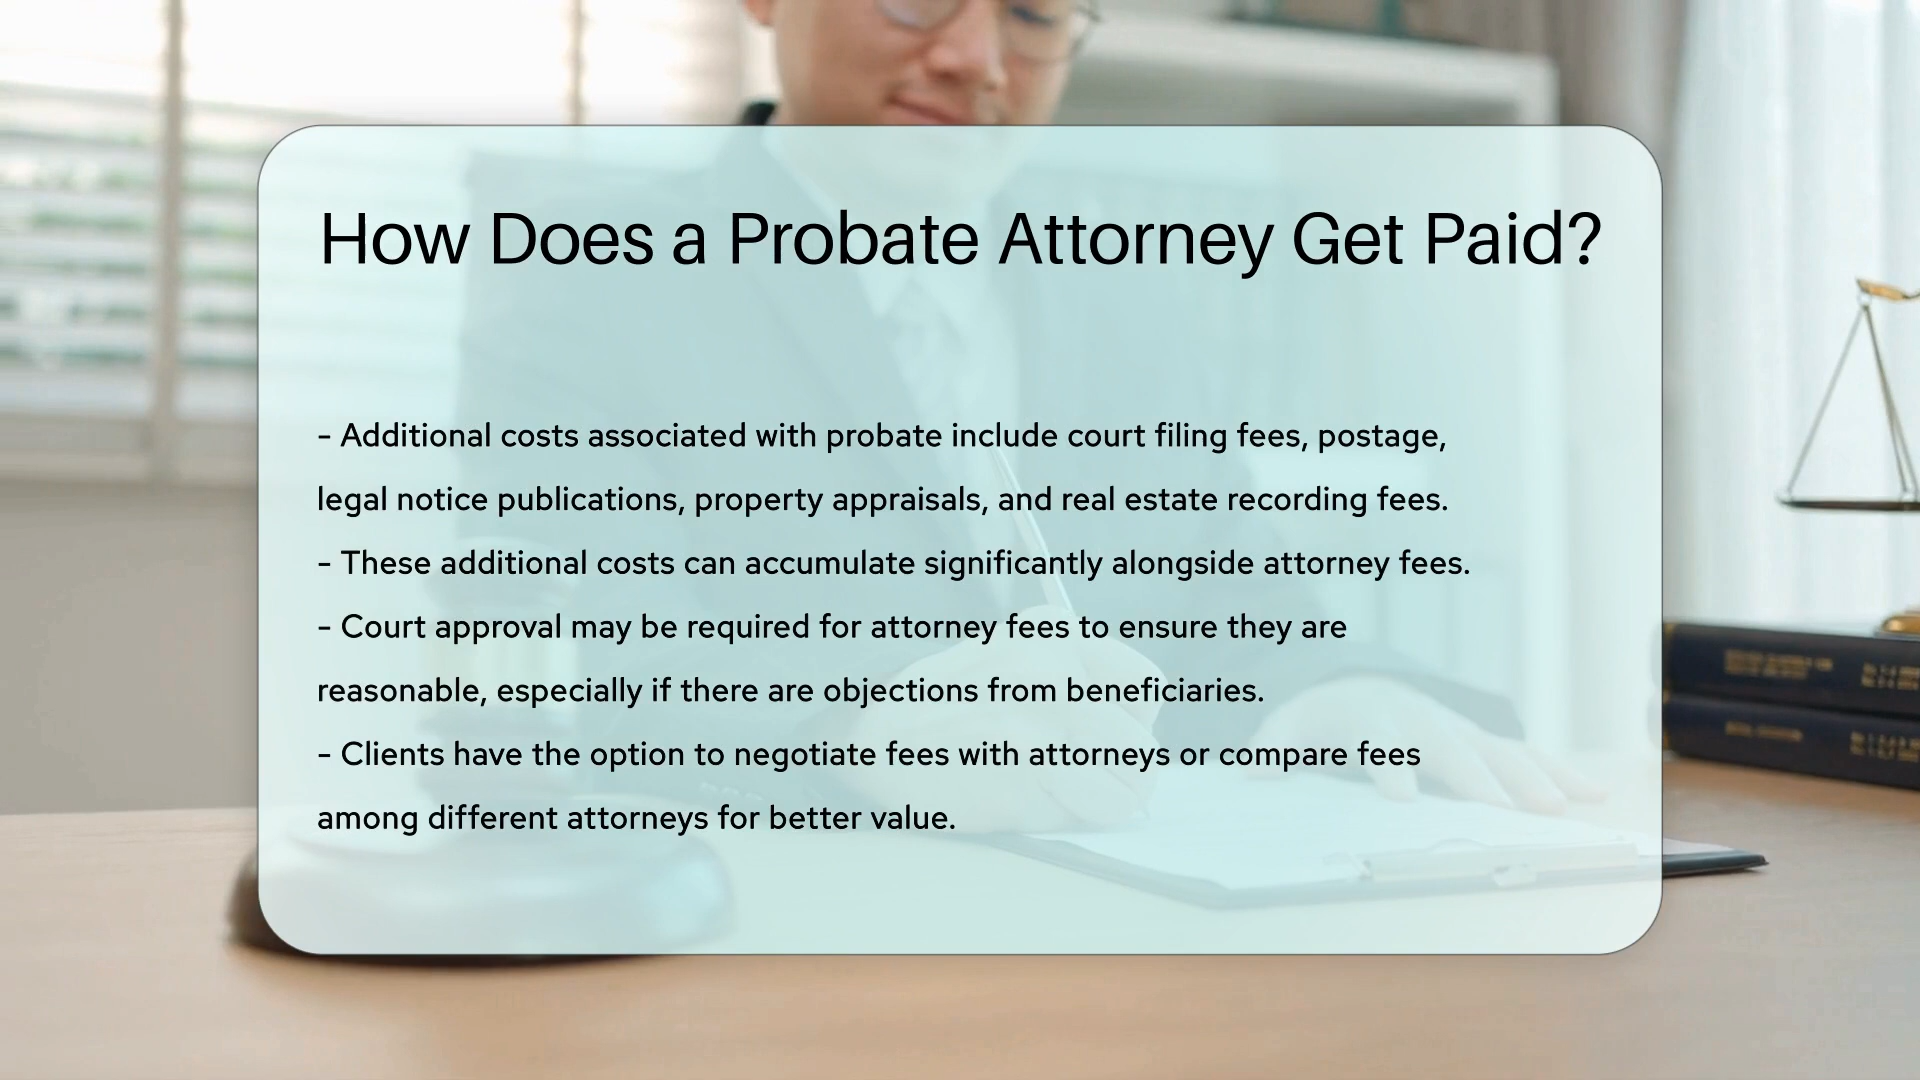 How Does a Probate Attorney Get Paid?
- Additional costs associated with probate include court filing fees, postage,
legal notice publications, property appraisals, and real estate recording fees.
- These additional costs can accumulate significantly alongside attorney fees.
- Court approval may be required for attorney fees to ensure they are
reasonable, especially if there are objections from beneficiaries.
- Clients have the option to negotiate fees with attorneys or compare fees
among different attorneys for better value.